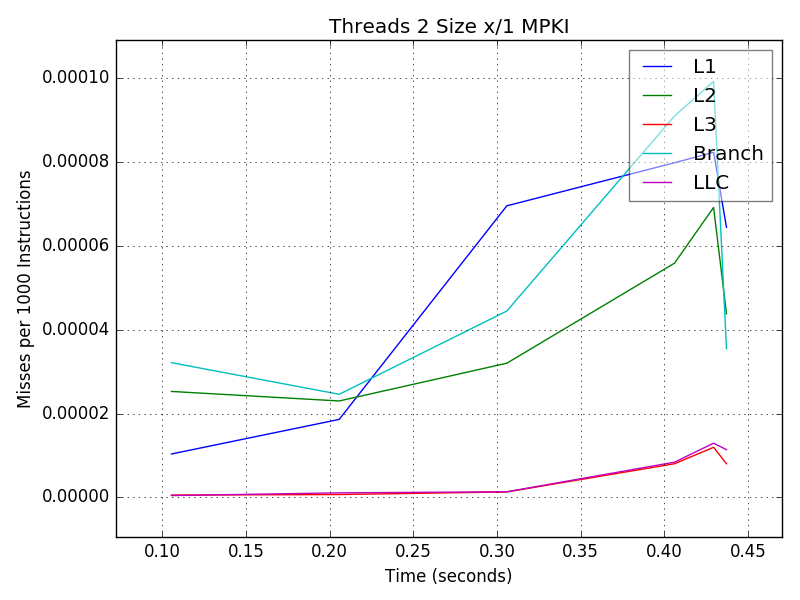 Threads 2 Size x/1 MPKI
L1
L2
L3
Branch
LLC
Misses per 1000 Instructions
0.00010
0.00008
0.00006
0.00004
0.00002
0.00000
0.10 0.15 0.20 0.25 0.30 0.35 0.40 0.45
Time (seconds)